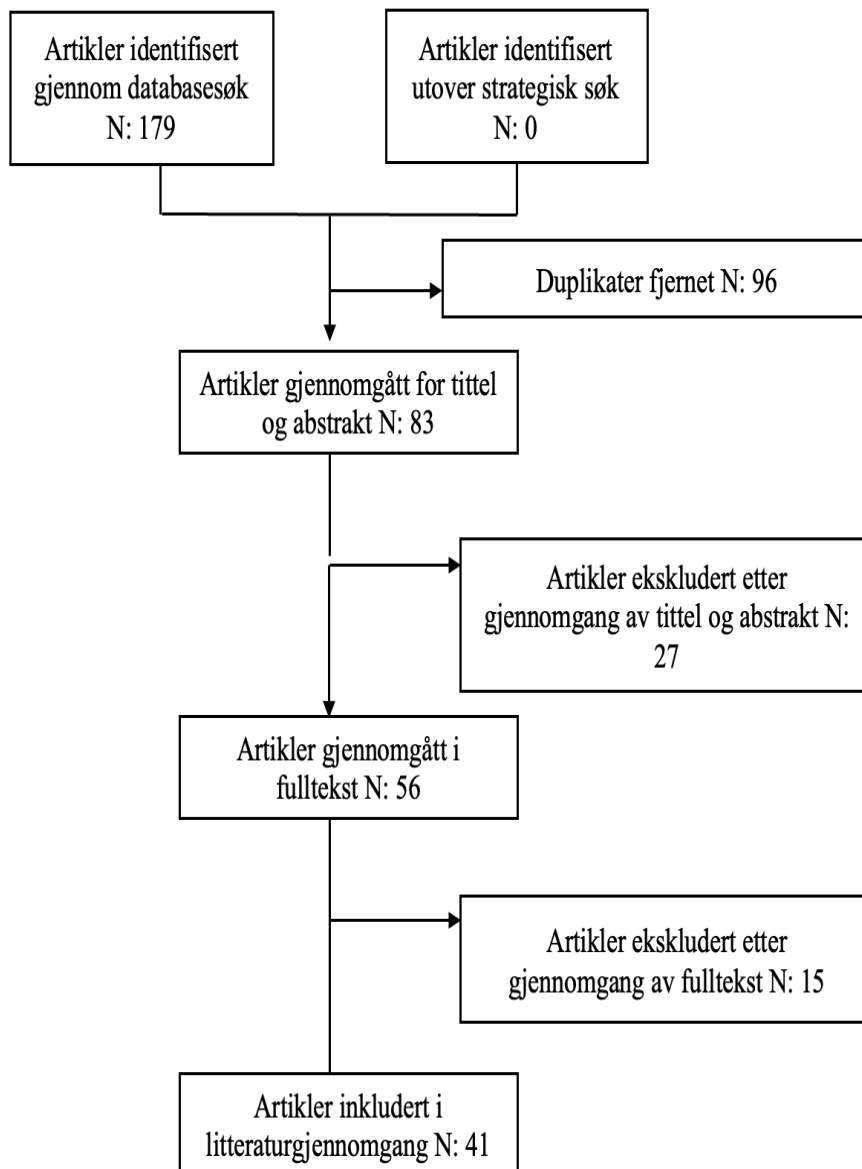 Artikler identifisert
gjennom databasesøk
N: 179
Artikler identifisert
utover strategisk søk
N: 0
Duplikater fjernet N: 96
Artikler gjennomgått for tittel
og abstrakt N: 83
Artikler ekskludert etter
gjennomgang av tittel og abstrakt N:
27
Artikler gjennomgått i
fulltekst N: 56
Artikler ekskludert etter
gjennomgang av fulltekst N: 15
Artikler inkludert i
litteraturgjennomgang N: 41